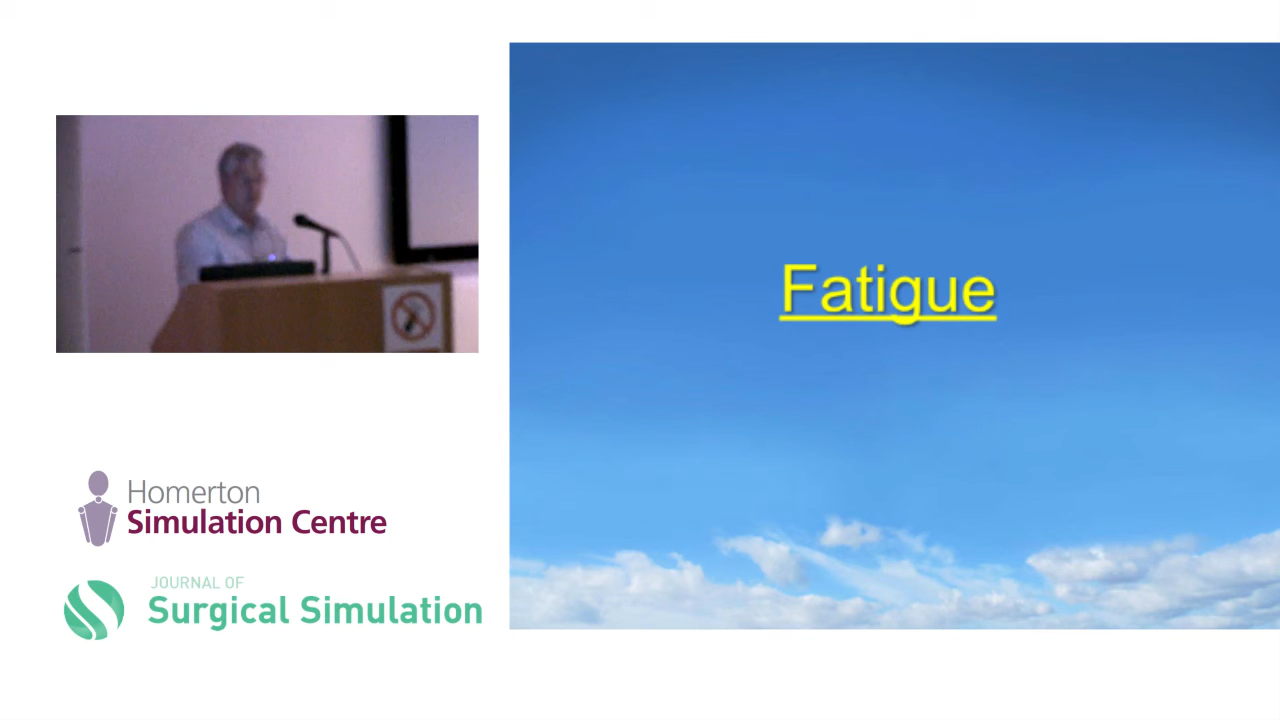 Fatigue
Homerton
Simulation Centre
JOURNAL OF
Surgical Simulation